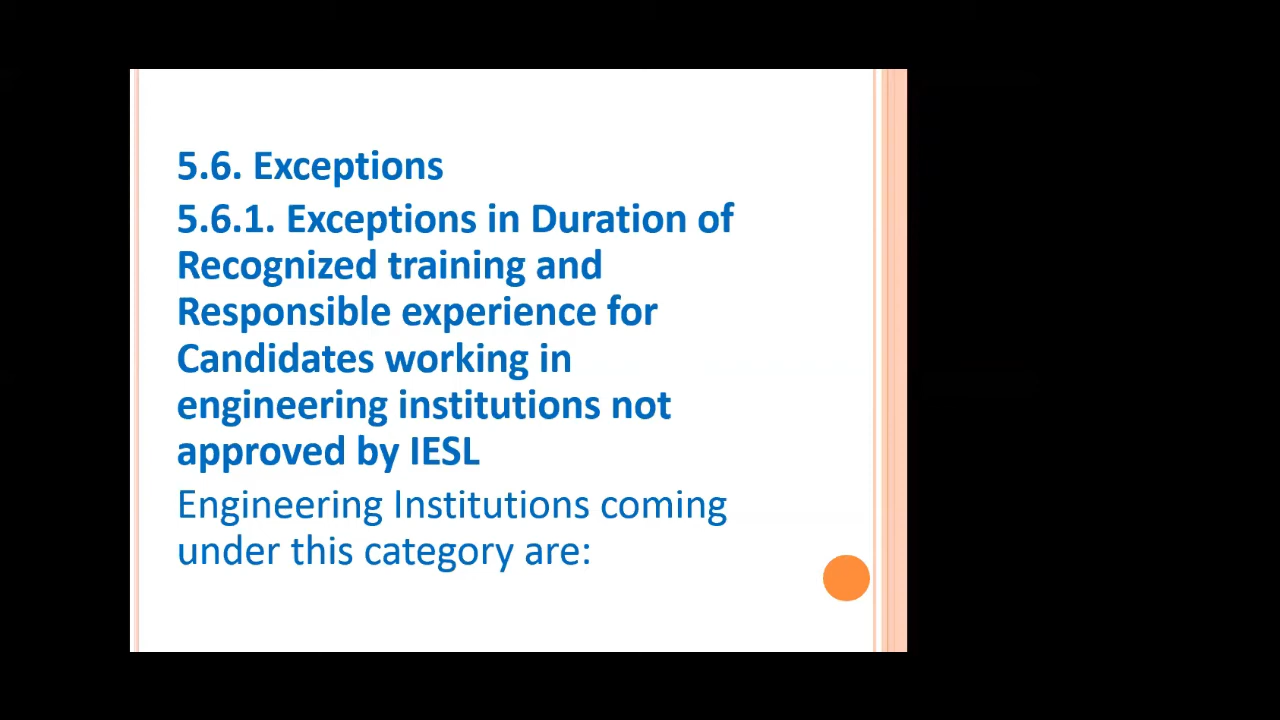 5.6. Exceptions
5.6.1. Exceptions in Duration of
Recognized training and
Responsible experience for
Candidates working in
engineering institutions not
approved by IESL
Engineering Institutions coming
under this category are: